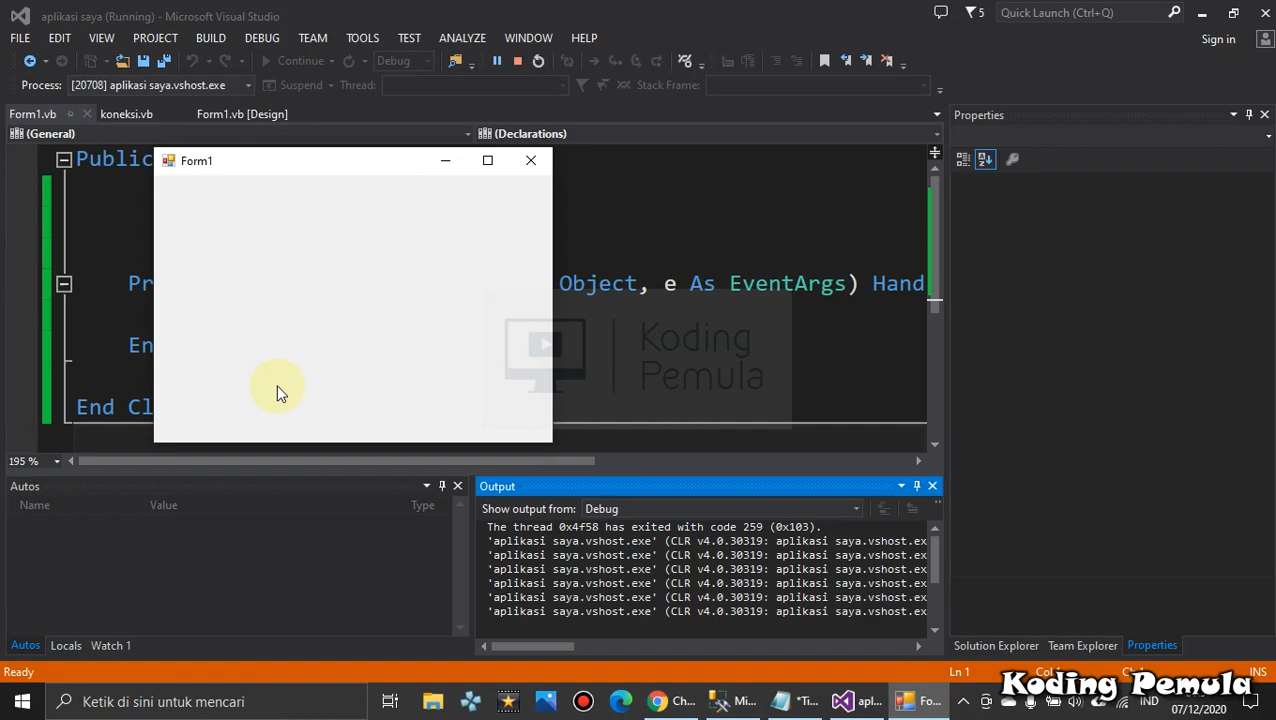 aplikasi saya (Running) - Microsoft Visual Studio
5
Quick Launch (Ctrl+Q)
FILE EDIT VIEW PROJECT BUILD DEBUG TEAM TOOLS TEST ANALYZE WINDOW HELP
Sign in
Continue
Debug
Process: [20708] aplikasi saya.vshost.exe
Suspend
Thread:
Stack Frame:
Form1.vb
koneksi.vb
Form1.vb [Design]
Properties
(General)
(Declarations)
Public
Form1
Object, e As EventArgs) Hand
Koding
Pemula
End Cl
195 %
Autos
Output
Name Value Type
Show output from: Debug
The thread 0x4f58 has exited with code 259 (0x103).
'aplikasi saya.vshost.exe' (CLR v4.0.30319: aplikasi saya.vshost.ex
'aplikasi saya.vshost.exe' (CLR v4.0.30319: aplikasi saya.vshost.ex
'aplikasi saya.vshost.exe' (CLR v4.0.30319: aplikasi saya.vshost.ex
'aplikasi saya.vshost.exe' (CLR v4.0.30319: aplikasi saya.vshost.ex
'aplikasi saya.vshost.exe' (CLR v4.0.30319: aplikasi saya.vshost.ex
'aplikasi saya.vshost.exe' (CLR v4.0.30319: aplikasi saya.vshost.ex
Autos Locals Watch 1
Solution Explorer Team Explorer Properties
Ready
Ln 1
INS
Koding Pemula
Ketik di sini untuk mencari
Ch...
Mi...
*Ti...
apl...
Fo...
IND
07/12/2020